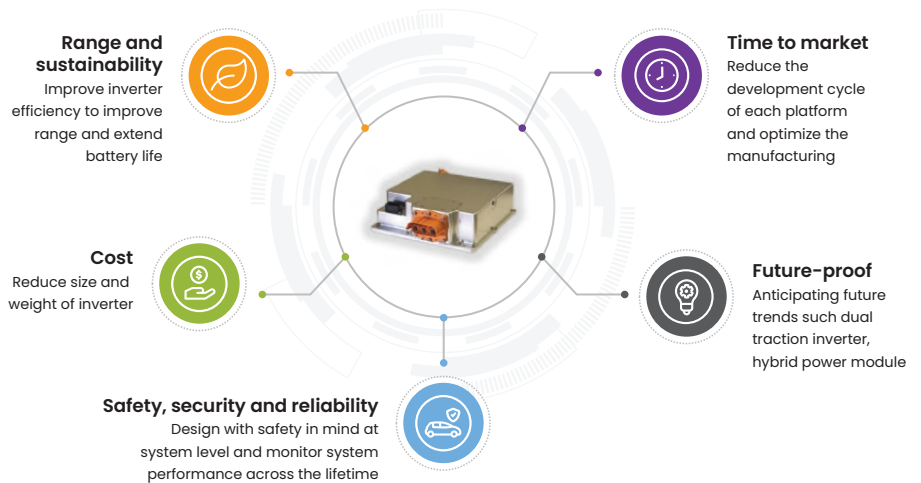 Range and
sustainability
Improve inverter
efficiency to improve
range and extend
battery life
Time to market
Reduce the
development cycle
of each platform
and optimize the
manufacturing
Cost
Reduce size and
weight of inverter
$
Future-proof
Anticipating future
trends such dual
traction inverter,
hybrid power module
Safety, security and reliability
Design with safety in mind at
system level and monitor system
performance across the lifetime